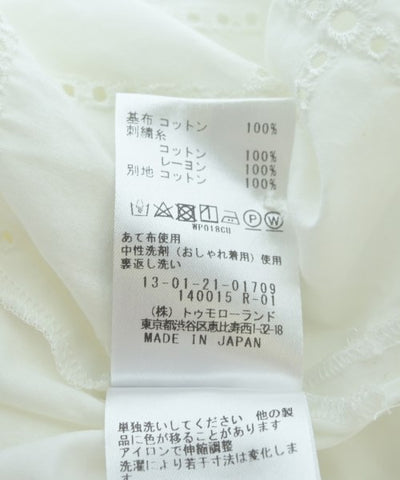 基布 コットン 100%
刺繍糸
コットン 100%
レーヨン 100%
別地 コットン 100%
WP018CU
あて布使用
中性洗剤（おしゃれ着用）使用
裏返し洗い
13-01-21-01709
140015 R-01
(株) トゥモローランド
東京都渋谷区恵比寿西1-32-18
MADE IN JAPAN
単独洗いしてください 他の製
品に色が移ることがあります
アイロンで伸縮調整
洗濯により若干寸法は変化しま